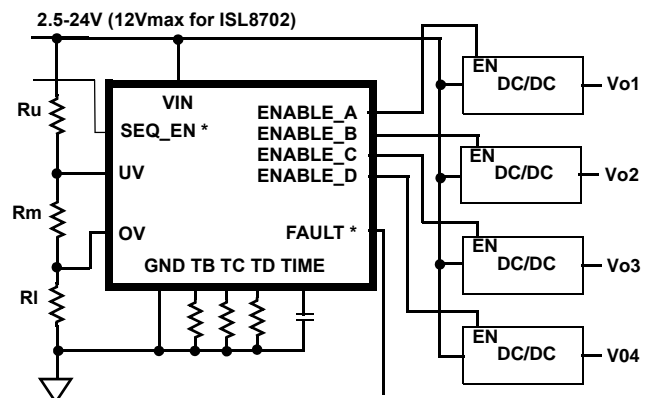 2.5-24V (12Vmax for ISL8702)
EN
DC/DC
Vo1
Ru
VIN
ENABLE_A
SEQ_EN *
ENABLE_B
EN
ENABLE_C
DC/DC
Vo2
UV
ENABLE_D
Rm
EN
OV
FAULT *
DC/DC
Vo3
GND TB TC TD TIME
Rl
EN
DC/DC
V04